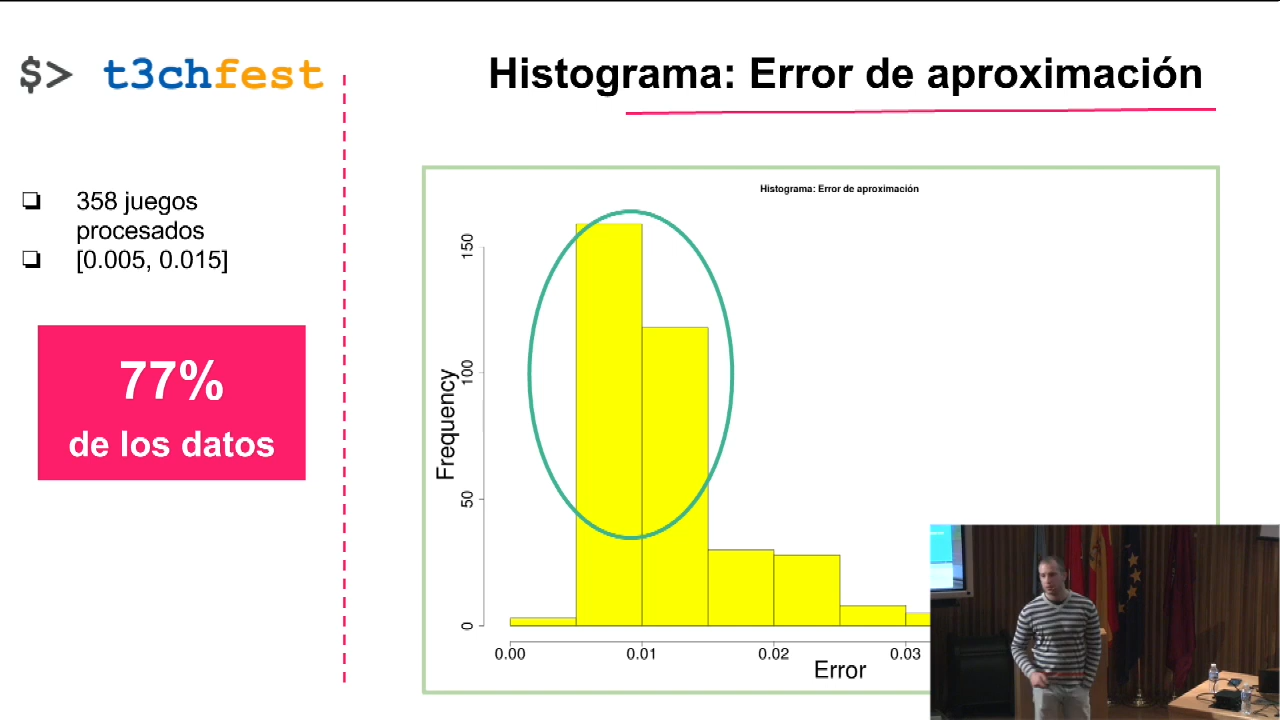 $> t3chfest
Histograma: Error de aproximación
❏ 358 juegos
procesados
❏ [0.005, 0.015]
77%
de los datos
Histograma: Error de aproximación
Frequency
150
100
50
0
0.00 0.01 0.02 0.03
Error